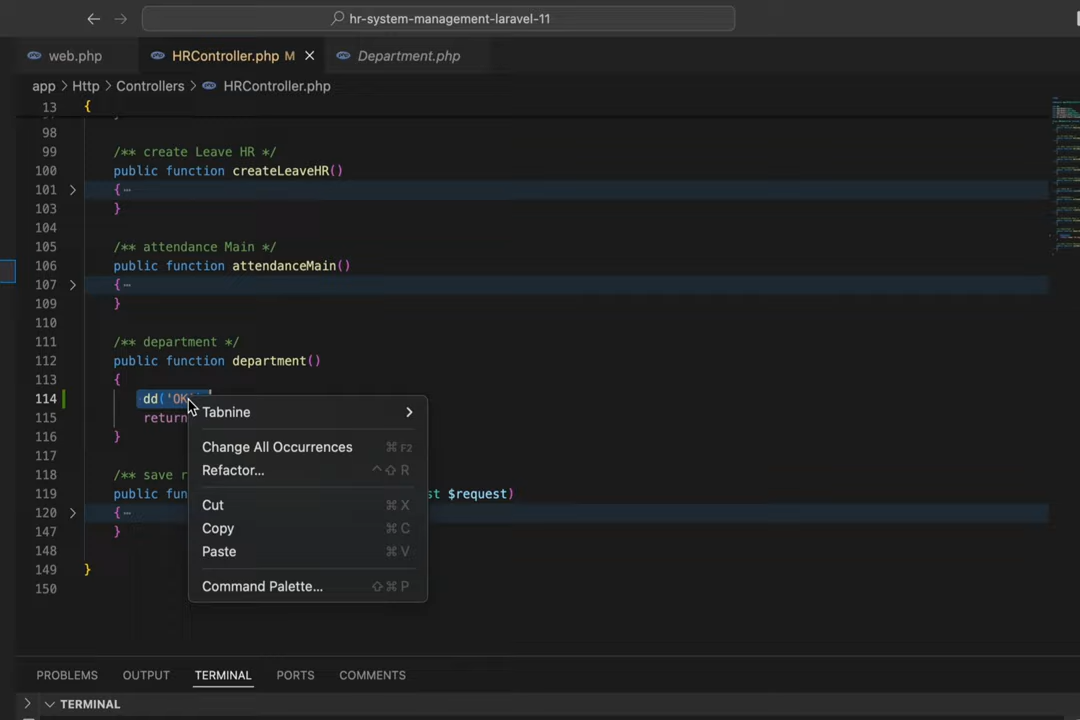 hr-system-management-laravel-11
web.php
HRController.php M
Department.php
app > Http > Controllers > HRController.php
13 {
98
99 /** create Leave HR */
100 public function createLeaveHR()
101 {
103 }
104
105 /** attendance Main */
106 public function attendanceMain()
107 {
109 }
110
111 /** department */
112 public function department()
113 {
114 dd('OK
115 return
116 }
117
118 /** save r
119 public fun st $request)
120 {
147 }
148
149 }
150
Tabnine
Change All Occurrences ⌘ F2
Refactor... ^ ⇧ R
Cut ⌘ X
Copy ⌘ C
Paste ⌘ V
Command Palette... ⇧ ⌘ P
PROBLEMS OUTPUT TERMINAL PORTS COMMENTS
TERMINAL